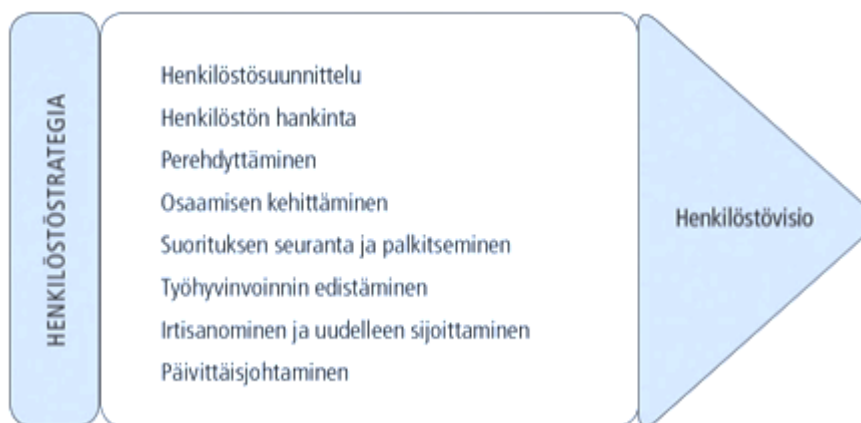 HENKILÖSTÖSTRATEGIA
Henkilöstösuunnittelu
Henkilöstön hankinta
Perehdyttäminen
Osaamisen kehittäminen
Suorituksen seuranta ja palkitseminen
Työhyvinvoinnin edistäminen
Irtisanominen ja uudelleen sijoittaminen
Päivittäisjohtaminen
Henkilöstövisio